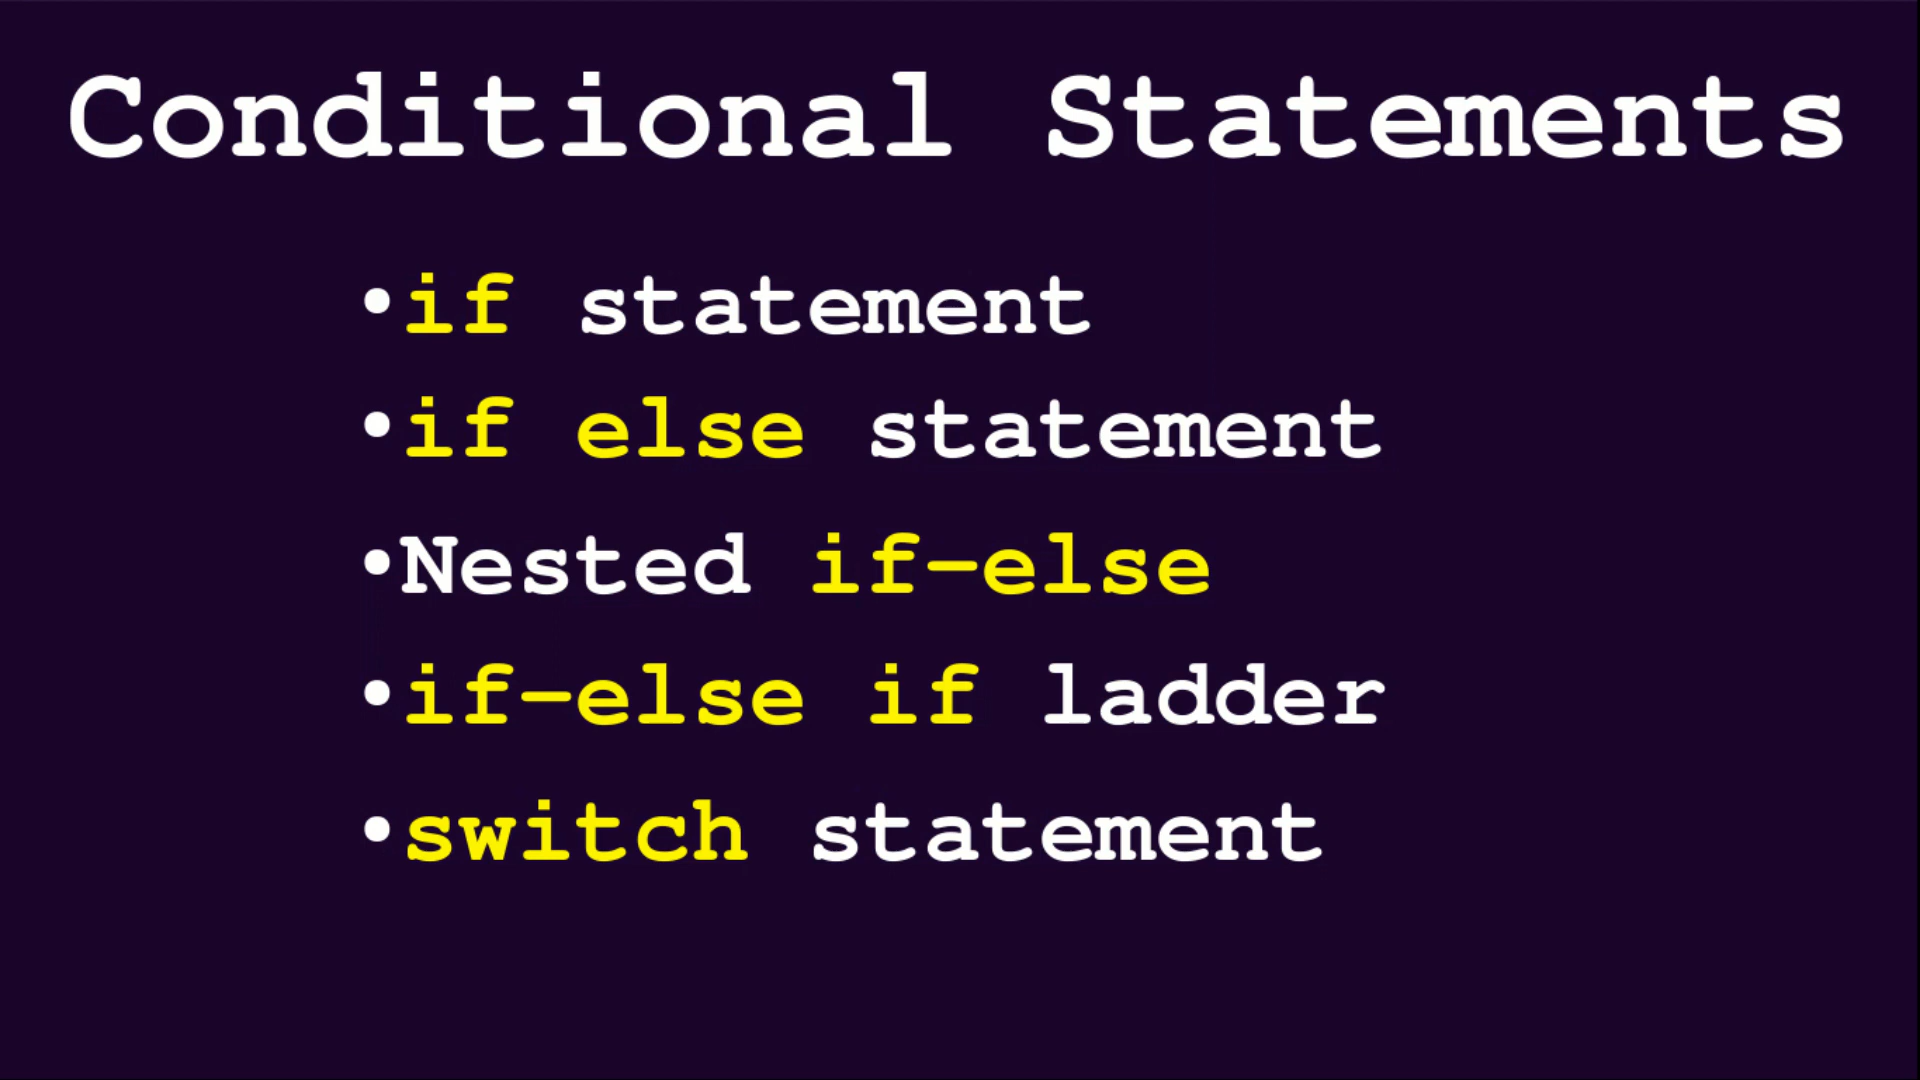 Conditional Statements
•if statement
•if else statement
•Nested if-else
•if-else if ladder
•switch statement